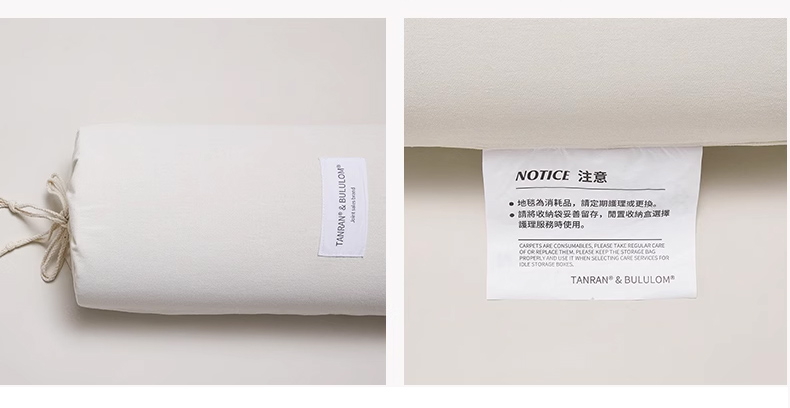 TANRAN® & BULULOM®
Joint sales brand
NOTICE 注意
● 地毯為消耗品，請定期護理或更換。
● 請將收納袋妥善留存，閒置收納盒選擇
護理服務時使用。
CARPETS ARE CONSUMABLES, PLEASE TAKE REGULAR CARE
OF OR REPLACE THEM. PLEASE KEEP THE STORAGE BAG
PROPERLY AND USE IT WHEN SELECTING CARE SERVICES FOR
IDLE STORAGE BOXES.
TANRAN® & BULULOM®